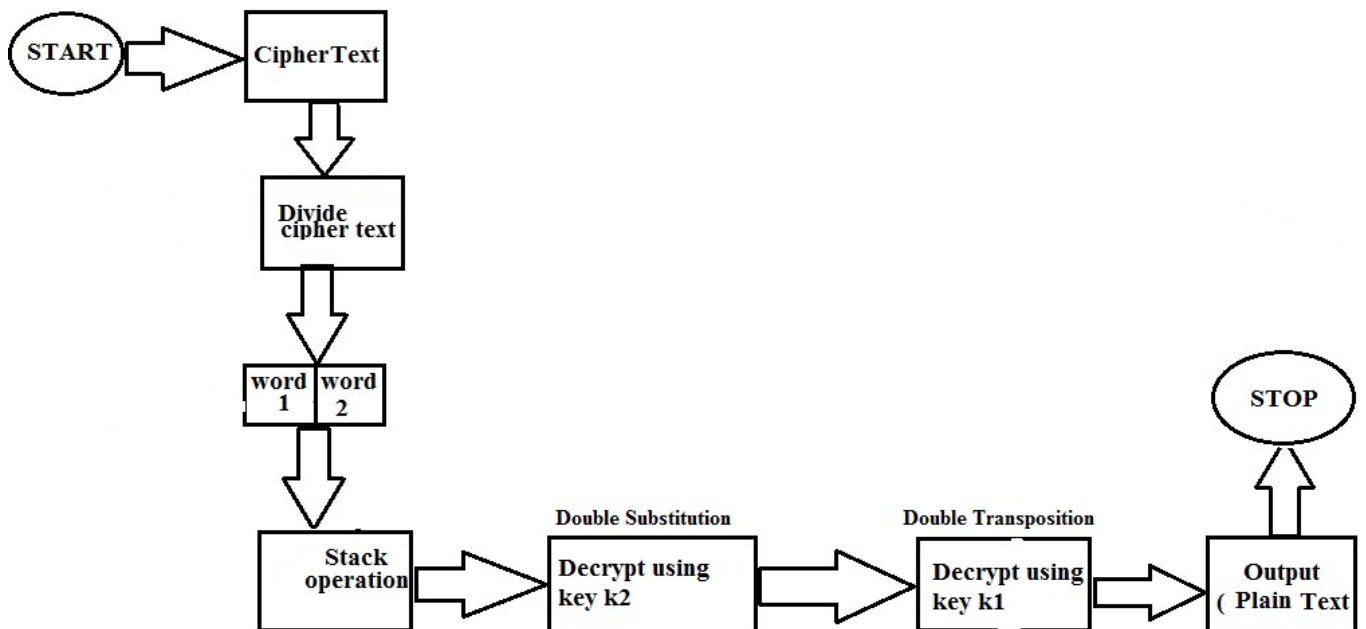 START
CipherText
Divide
cipher text
word
1
word
2
Stack
operation
Double Substitution
Decrypt using
key k2
Double Transposition
Decrypt using
key k1
Output
( Plain Text
STOP